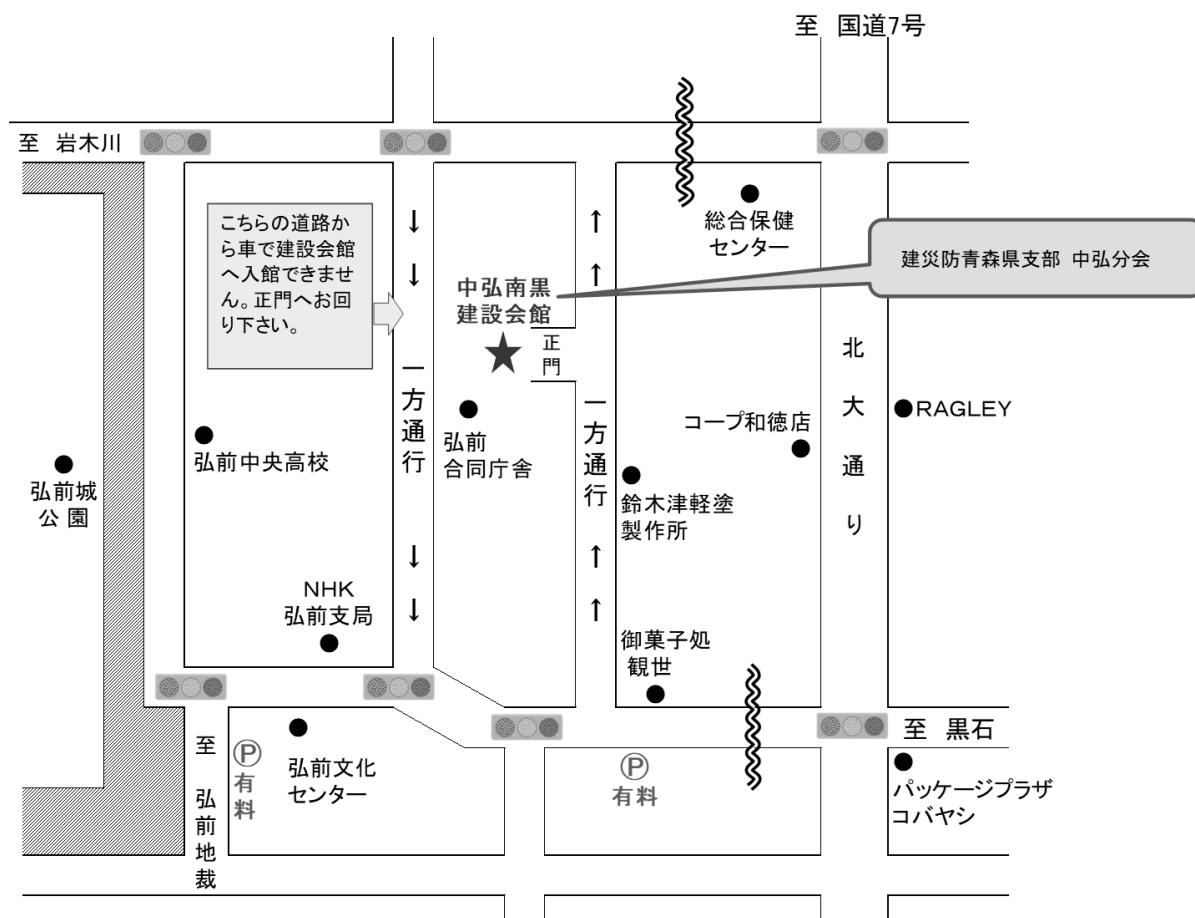 至 国道7号
至 岩木川
こちらの道路か
ら車で建設会館
へ入館できませ
ん。正門へお回
り下さい。
総合保健
センター
建災防青森県支部 中弘分会
中弘南黒
建設会館
正門
一方通行
一方通行
北大通り
RAGLEY
コープ和徳店
弘前
合同庁舎
弘前中央高校
弘前城
公園
鈴木津軽塗
製作所
NHK
弘前支局
御菓子処
観世
至 黒石
至 弘前地裁
P
有料
弘前文化
センター
P
有料
パッケージプラザ
コバヤシ